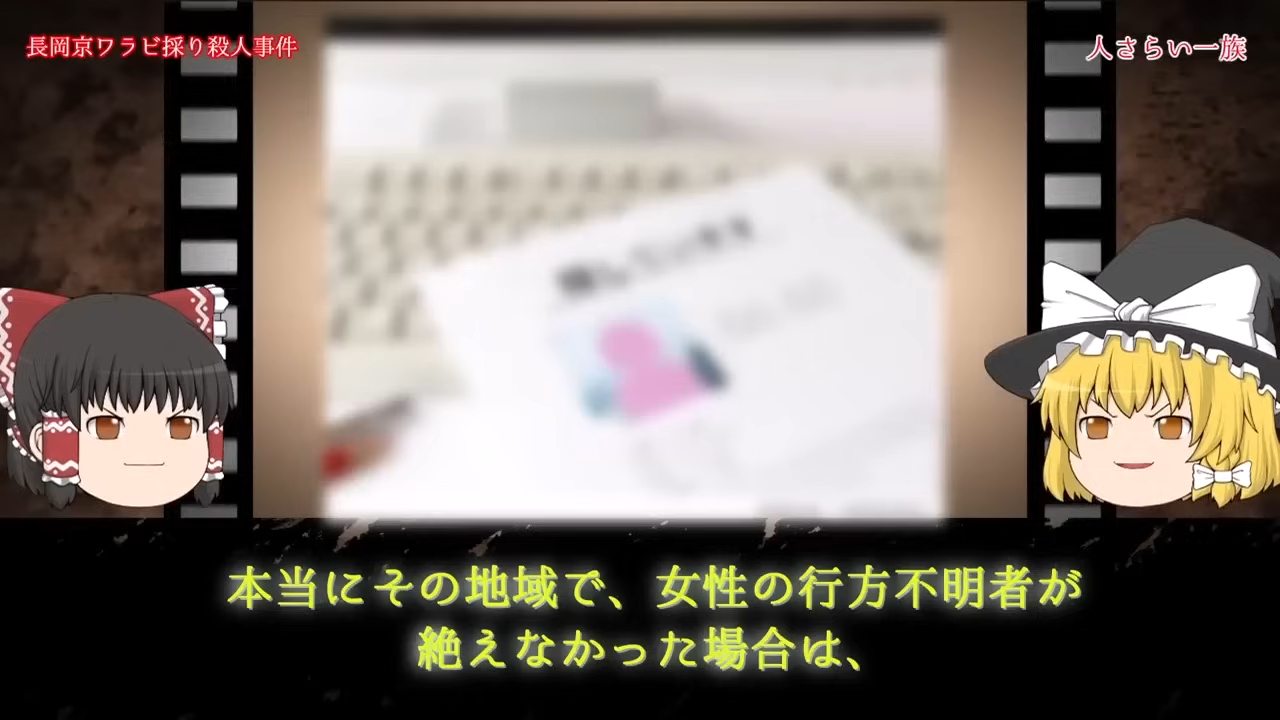 長岡京ワラビ採り殺人事件
人さらい一族
本当にその地域で、女性の行方不明者が
絶えなかった場合は、